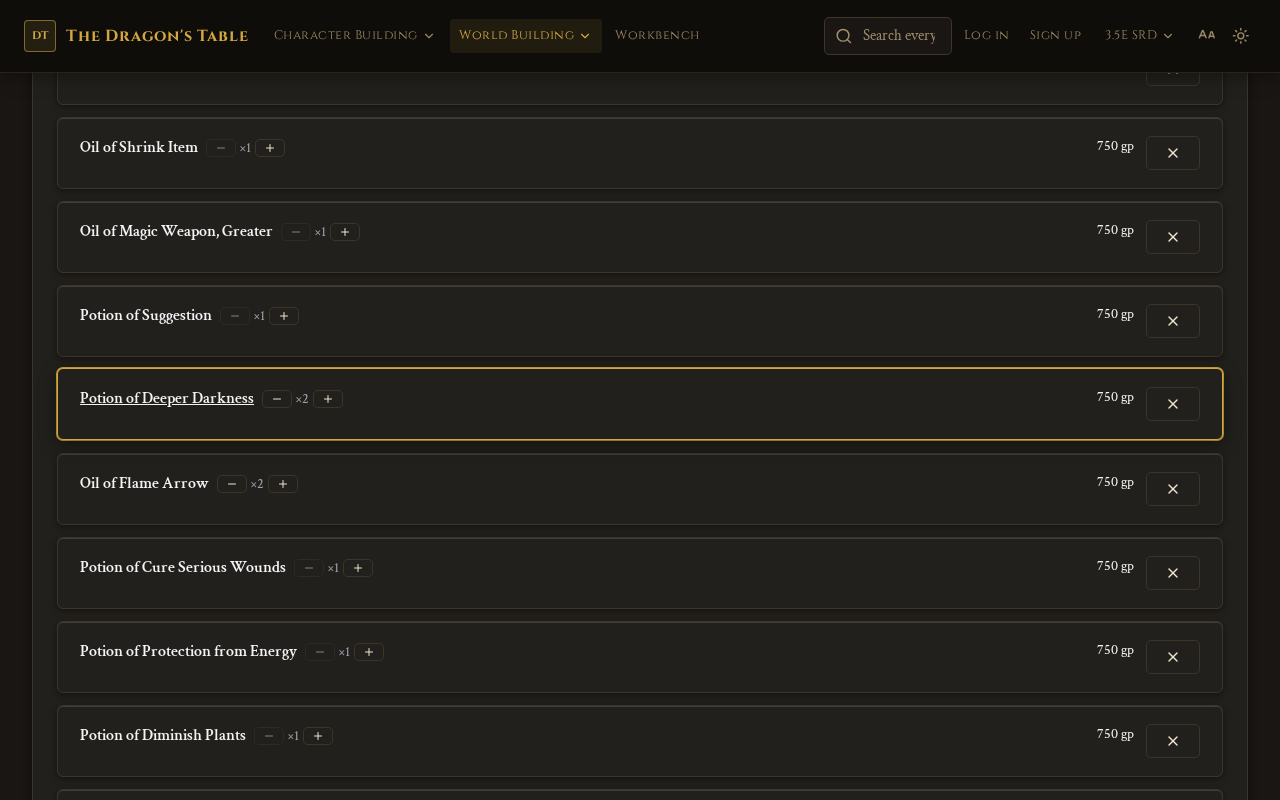 DT The Dragon's Table Character Building World Building Workbench Search every Log in Sign up 3.5E SRD AA
Oil of Shrink Item − ×1 + 750 gp ×
Oil of Magic Weapon, Greater − ×1 + 750 gp ×
Potion of Suggestion − ×1 + 750 gp ×
Potion of Deeper Darkness − ×2 + 750 gp ×
Oil of Flame Arrow − ×2 + 750 gp ×
Potion of Cure Serious Wounds − ×1 + 750 gp ×
Potion of Protection from Energy − ×1 + 750 gp ×
Potion of Diminish Plants − ×1 + 750 gp ×